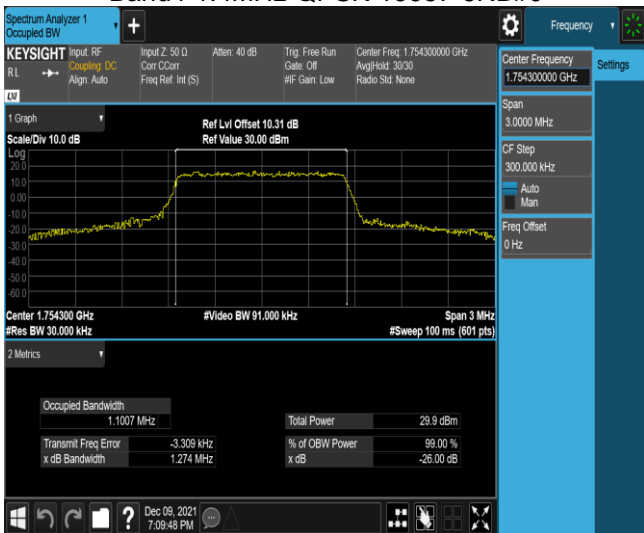 Spectrum Analyzer 1
Occupied BW
Frequency
KEYSIGHT
R L
LXI
Input: RF
Coupling: DC
Align: Auto
Input Z: 50 Ω
Corr CCorr
Freq Ref: Int (S)
Atten: 40 dB
Trig: Free Run
Gate: Off
#IF Gain: Low
Center Freq: 1.754300000 GHz
Avg|Hold: 30/30
Radio Std: None
Center Frequency
1.754300000 GHz
Settings
Span
3.0000 MHz
CF Step
300.000 kHz
Auto
Man
Freq Offset
0 Hz
1 Graph
Scale/Div 10.0 dB
Ref Lvl Offset 10.31 dB
Ref Value 30.00 dBm
Log
20.0
10.0
0.00
-10.0
-20.0
-30.0
-40.0
-50.0
-60.0
Center 1.754300 GHz
#Video BW 91.000 kHz
Span 3 MHz
#Res BW 30.000 kHz
#Sweep 100 ms (601 pts)
2 Metrics
Occupied Bandwidth
1.1007 MHz
Total Power 29.9 dBm
Transmit Freq Error -3.309 kHz
% of OBW Power 99.00 %
x dB Bandwidth 1.274 MHz
x dB -26.00 dB
Dec 09, 2021
7:09:48 PM